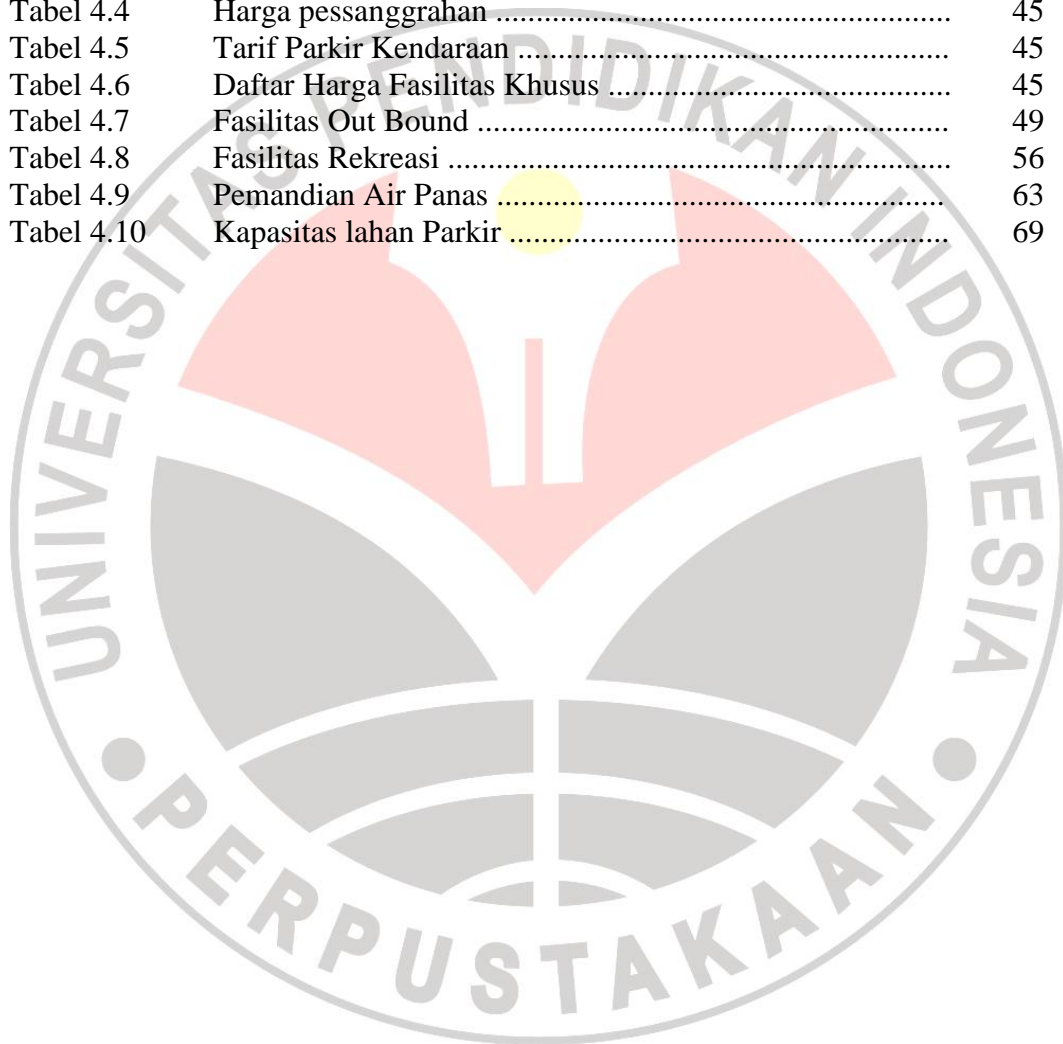 Tabel 4.4 Harga pessanggrahan .................................................................. 45
Tabel 4.5 Tarif Parkir Kendaraan ............................................................... 45
Tabel 4.6 Daftar Harga Fasilitas Khusus .................................................. 45
Tabel 4.7 Fasilitas Out Bound ..................................................................... 49
Tabel 4.8 Fasilitas Rekreasi ......................................................................... 56
Tabel 4.9 Pemandian Air Panas ................................................................. 63
Tabel 4.10 Kapasitas lahan Parkir ................................................................ 69
UNIVERSITAS PENDIDIKAN INDONESIA
PERPUSTAKAAN